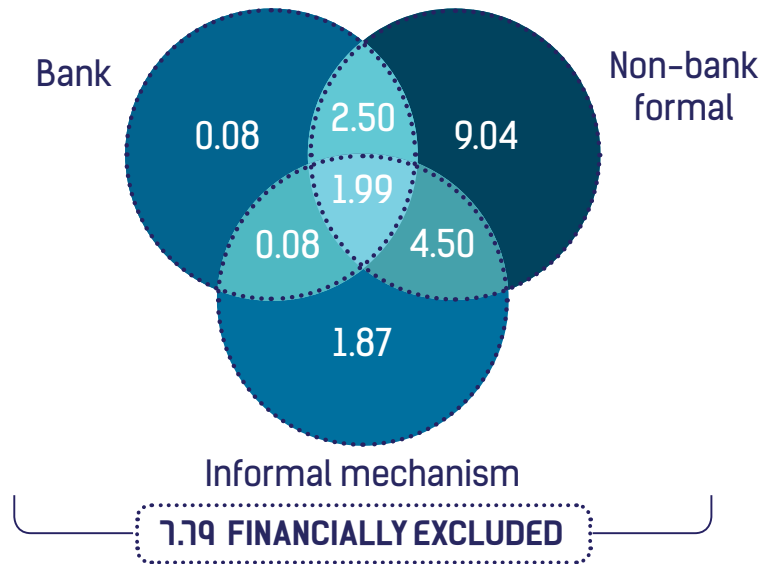 Bank
Non-bank
formal
2.50
0.08
9.04
1.99
0.08
4.50
1.87
Informal mechanism
7.79 FINANCIALLY EXCLUDED